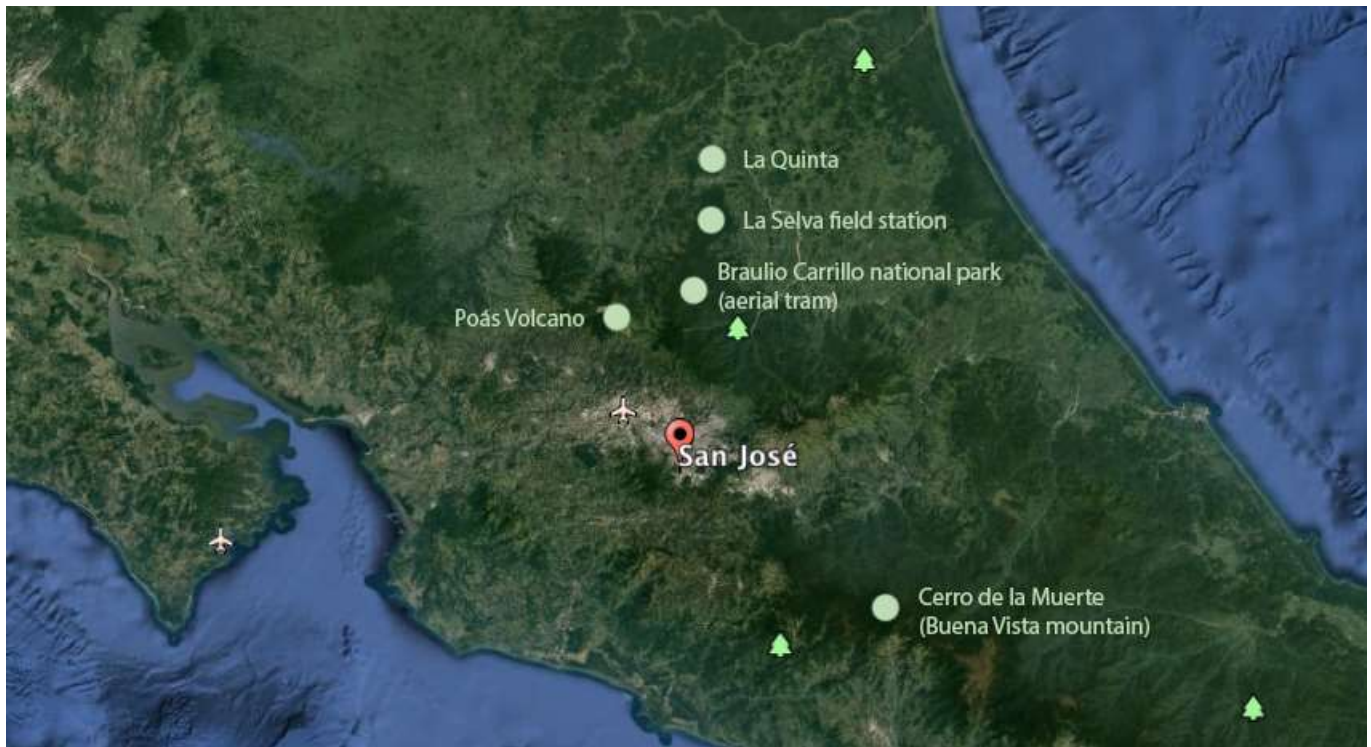 La Quinta
La Selva field station
Braulio Carrillo national park
(aerial tram)
Poás Volcano
San José
Cerro de la Muerte
(Buena Vista mountain)